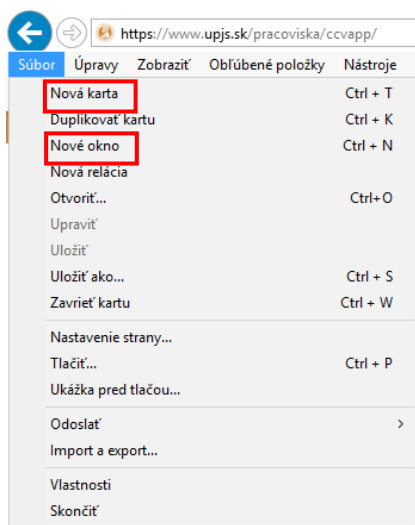 https://www.upjs.sk/pracoviska/ccvapp/
Súbor Úpravy Zobraziť Obľúbené položky Nástroje
Nová karta Ctrl + T
Duplikovať kartu Ctrl + K
Nové okno Ctrl + N
Nová relácia
Otvoriť... Ctrl+O
Upraviť
Uložiť
Uložiť ako... Ctrl + S
Zavrieť kartu Ctrl + W
Nastavenie strany...
Tlačiť... Ctrl + P
Ukážka pred tlačou...
Odoslať
Import a export...
Vlastnosti
Skončiť